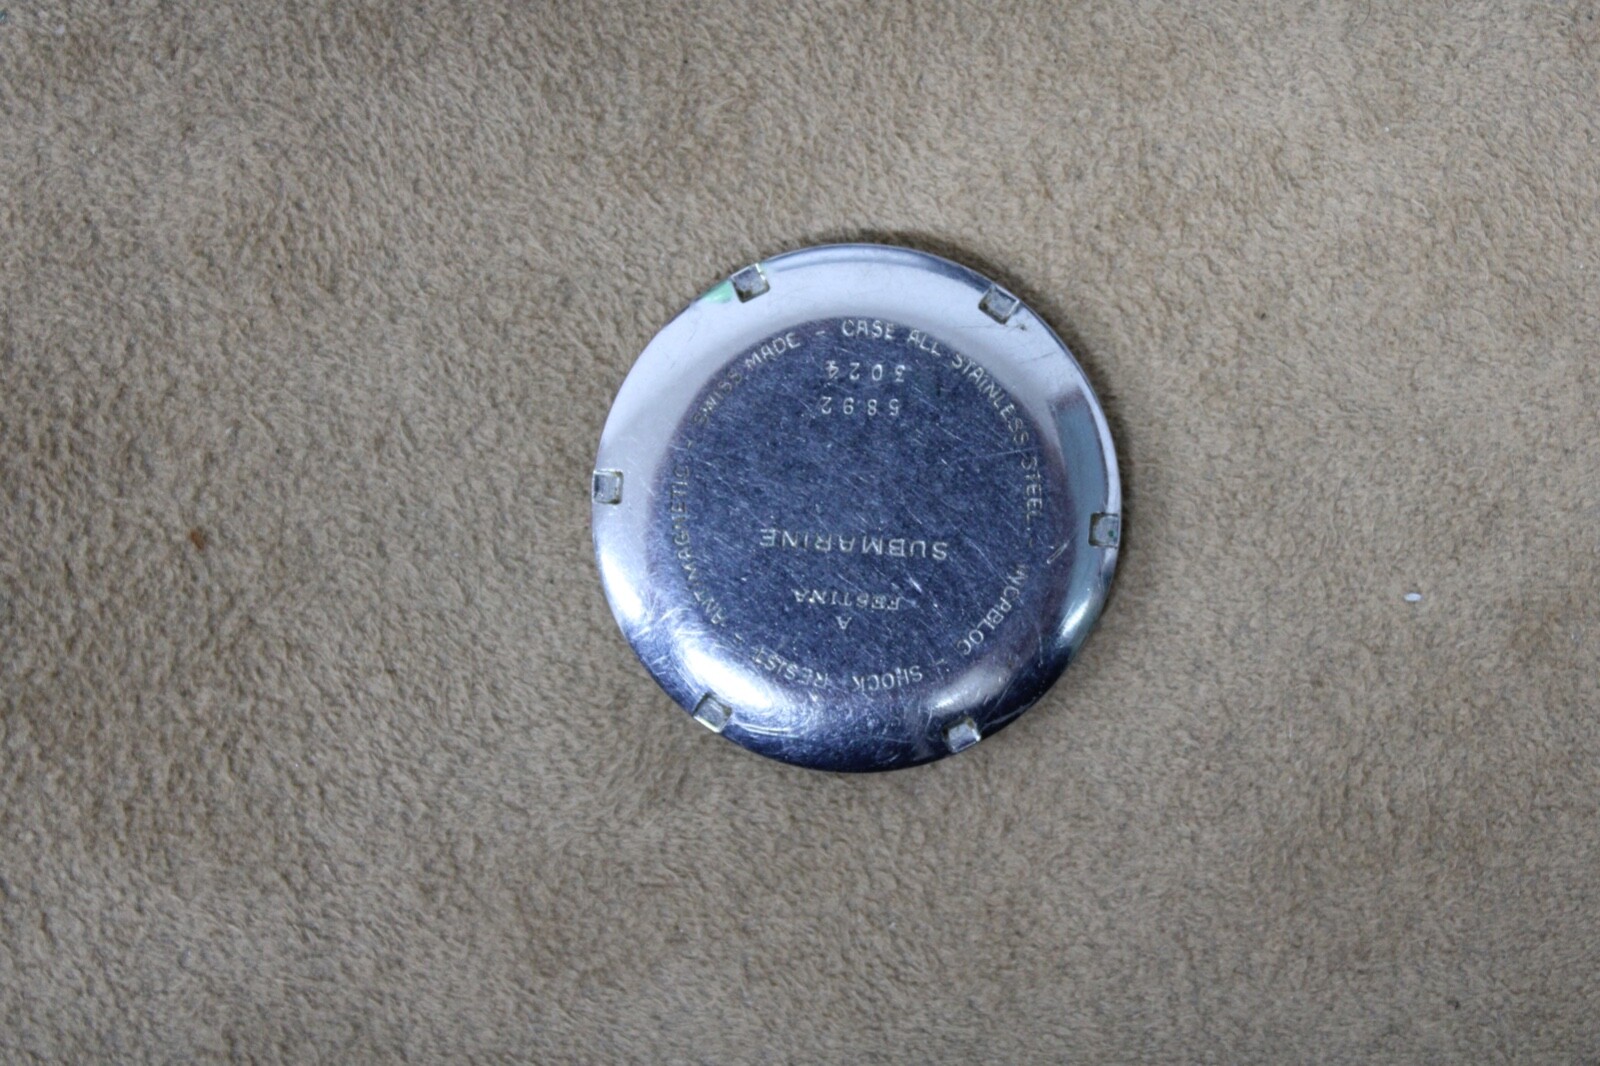 A
FESTINA
SUBMARINE
5892
3024
CASE ALL STAINLESS STEEL - INCABLOC - SHOCK-RESIST - ANTIMAGNETIC - SWISS MADE -